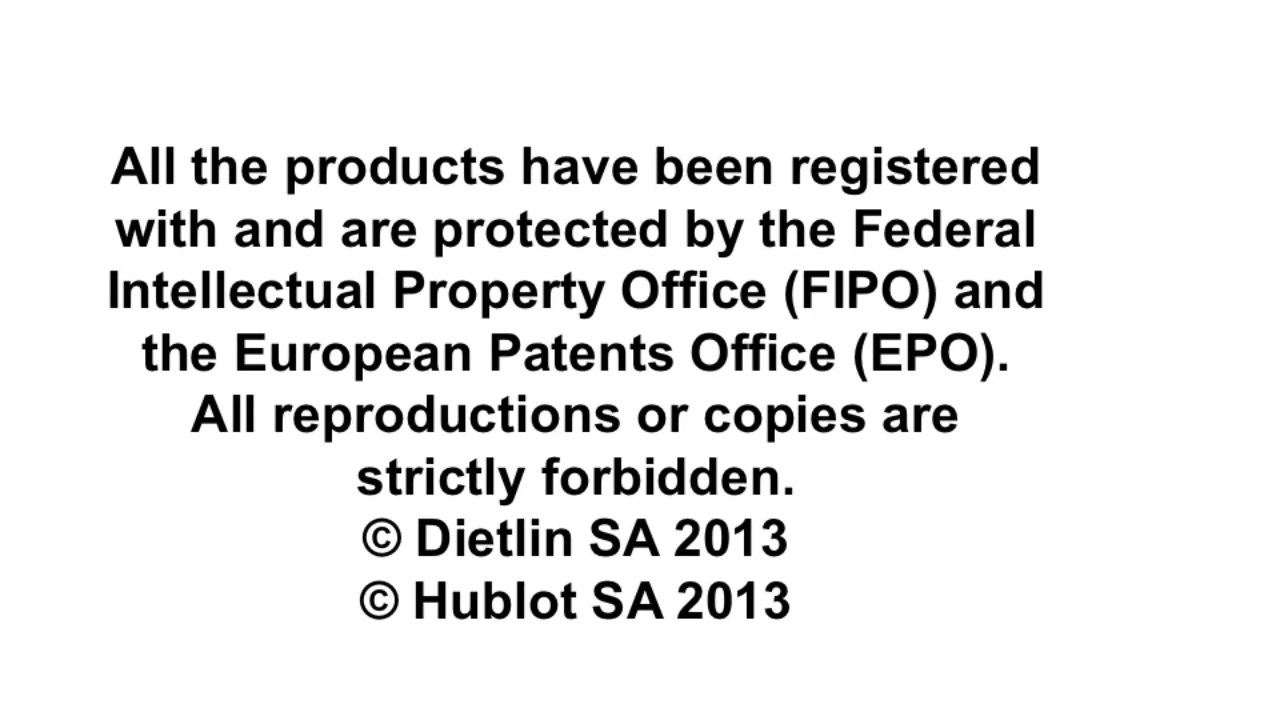 All the products have been registered
with and are protected by the Federal
Intellectual Property Office (FIPO) and
the European Patents Office (EPO).
All reproductions or copies are
strictly forbidden.
© Dietlin SA 2013
© Hublot SA 2013